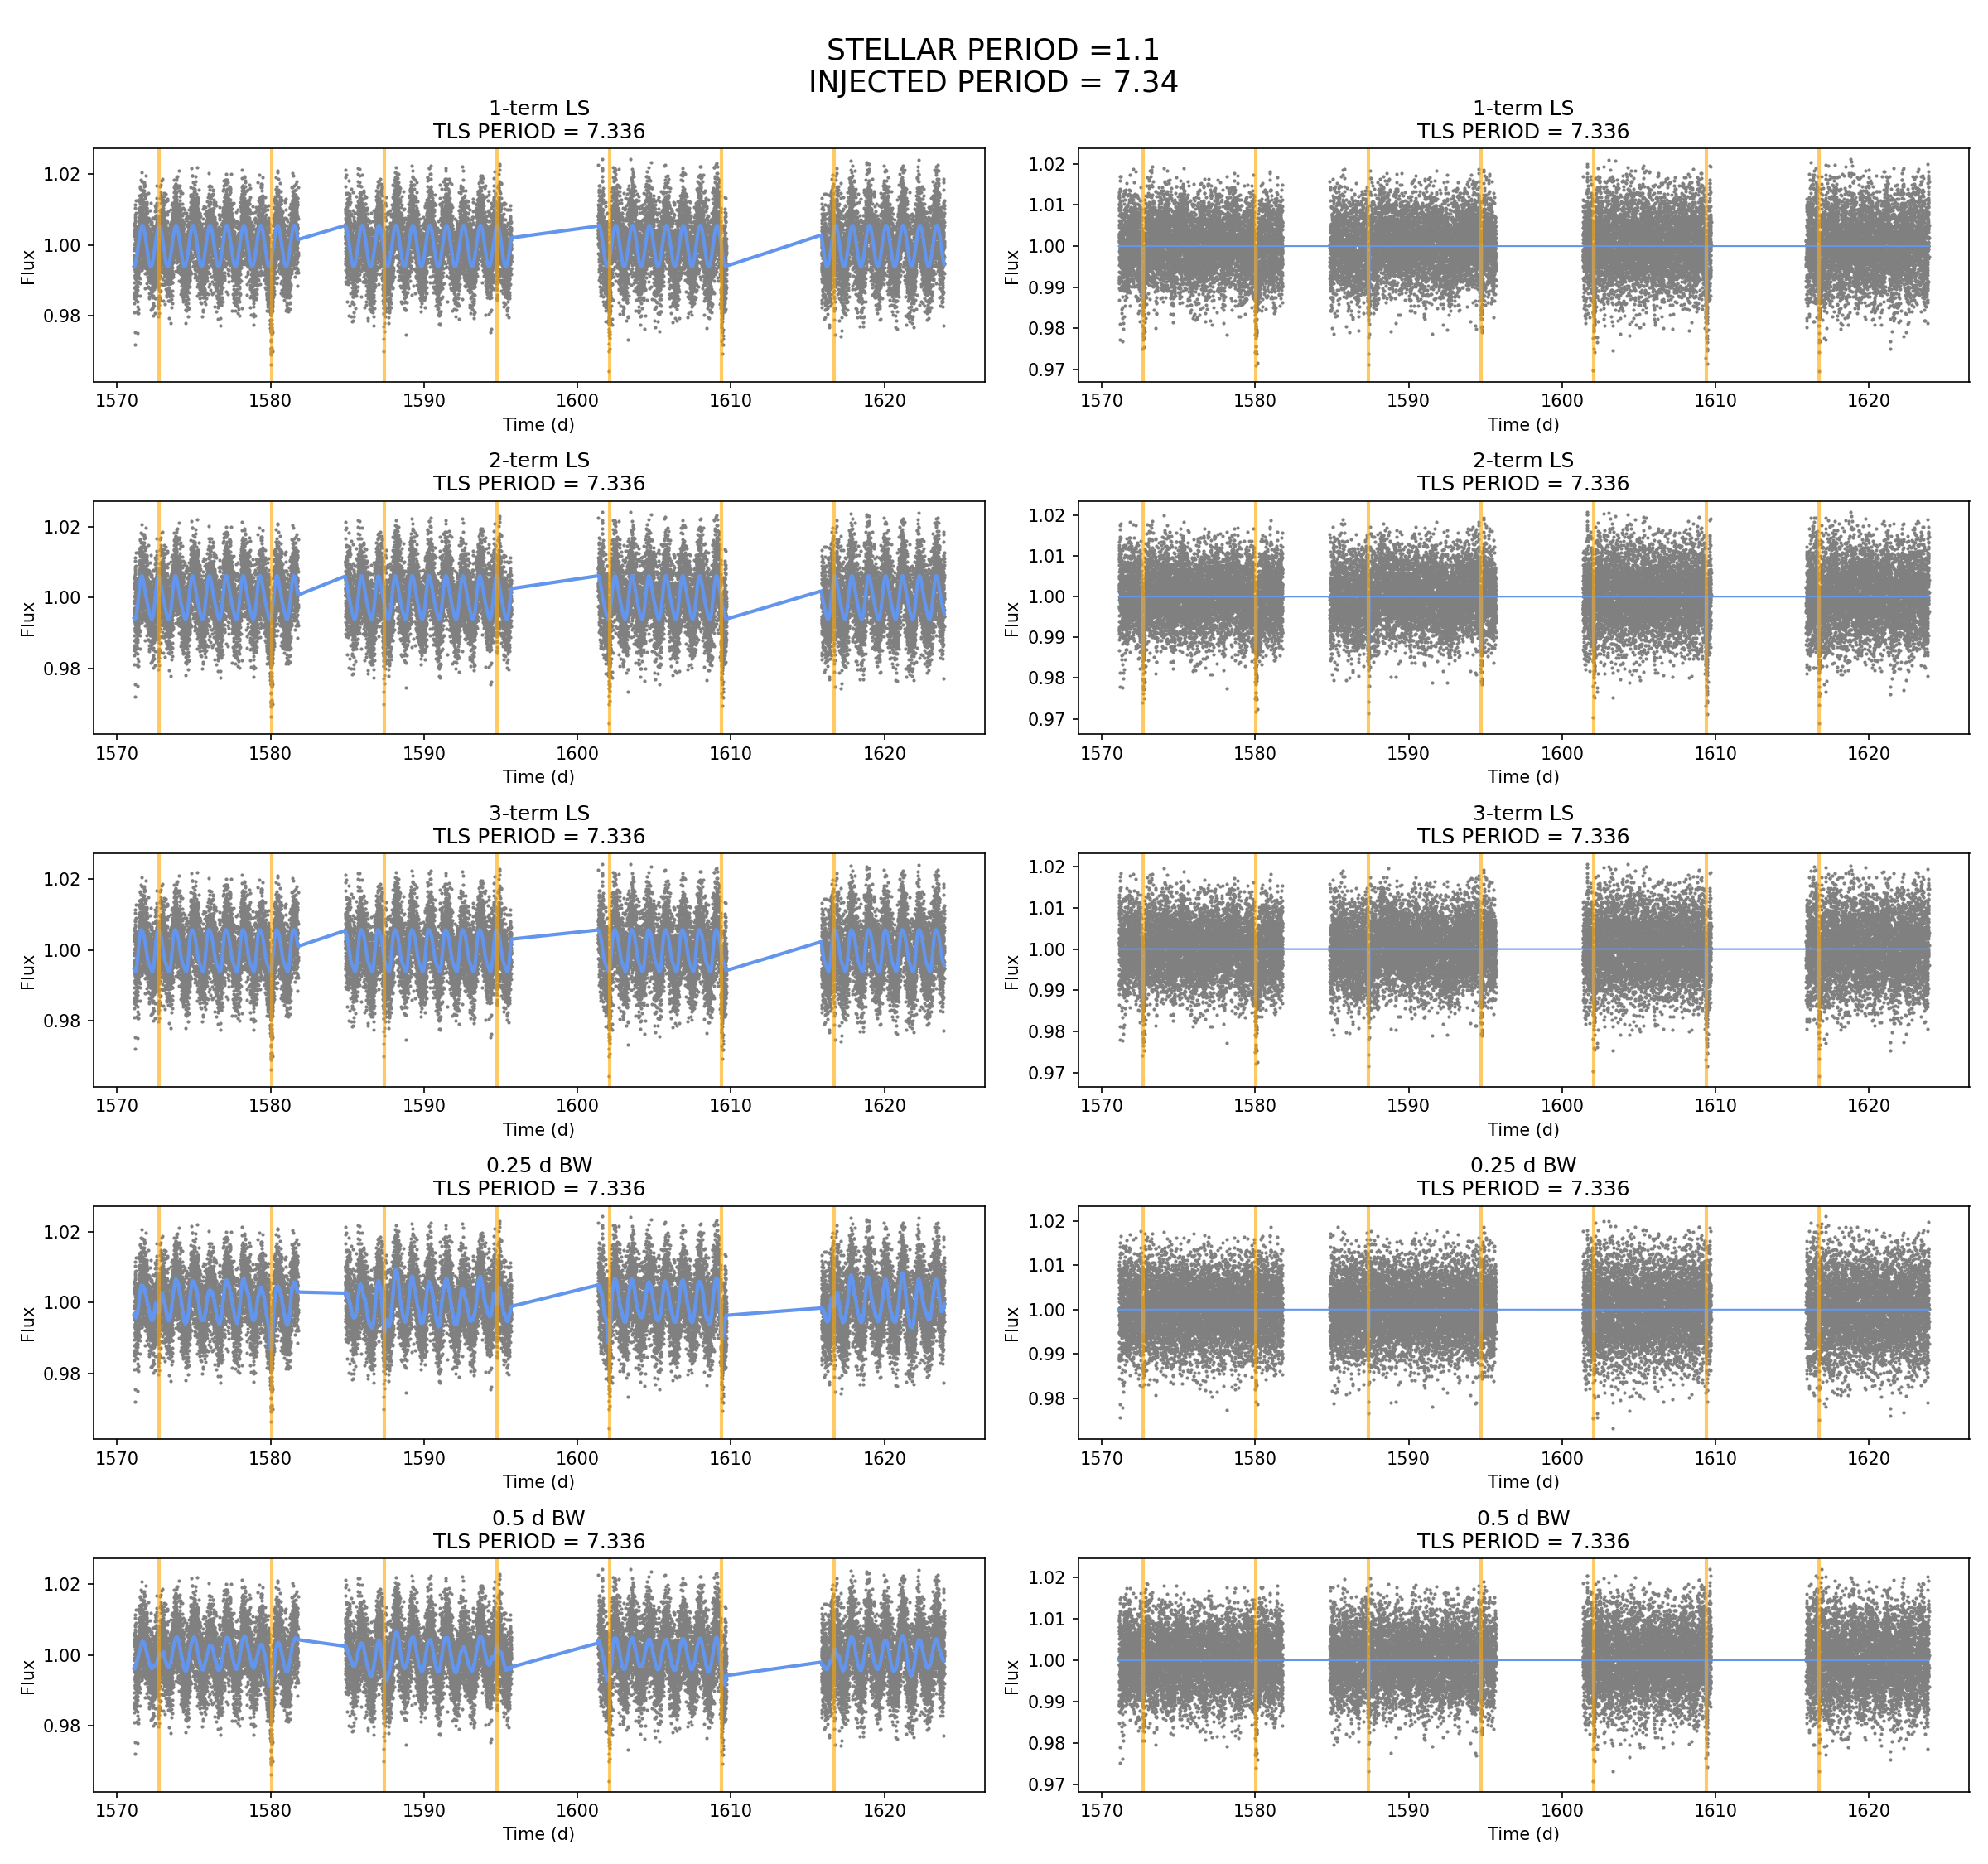 STELLAR PERIOD =1.1
INJECTED PERIOD = 7.34
1-term LS
TLS PERIOD = 7.336
1.02
1.00
0.98
Flux
1570 1580 1590 1600 1610 1620
Time (d)
1-term LS
TLS PERIOD = 7.336
1.02
1.01
1.00
0.99
0.98
0.97
Flux
1570 1580 1590 1600 1610 1620
Time (d)
2-term LS
TLS PERIOD = 7.336
1.02
1.00
0.98
Flux
1570 1580 1590 1600 1610 1620
Time (d)
2-term LS
TLS PERIOD = 7.336
1.02
1.01
1.00
0.99
0.98
0.97
Flux
1570 1580 1590 1600 1610 1620
Time (d)
3-term LS
TLS PERIOD = 7.336
1.02
1.00
0.98
Flux
1570 1580 1590 1600 1610 1620
Time (d)
3-term LS
TLS PERIOD = 7.336
1.02
1.01
1.00
0.99
0.98
0.97
Flux
1570 1580 1590 1600 1610 1620
Time (d)
0.25 d BW
TLS PERIOD = 7.336
1.02
1.00
0.98
Flux
1570 1580 1590 1600 1610 1620
Time (d)
0.25 d BW
TLS PERIOD = 7.336
1.02
1.01
1.00
0.99
0.98
Flux
1570 1580 1590 1600 1610 1620
Time (d)
0.5 d BW
TLS PERIOD = 7.336
1.02
1.00
0.98
Flux
1570 1580 1590 1600 1610 1620
Time (d)
0.5 d BW
TLS PERIOD = 7.336
1.02
1.01
1.00
0.99
0.98
0.97
Flux
1570 1580 1590 1600 1610 1620
Time (d)